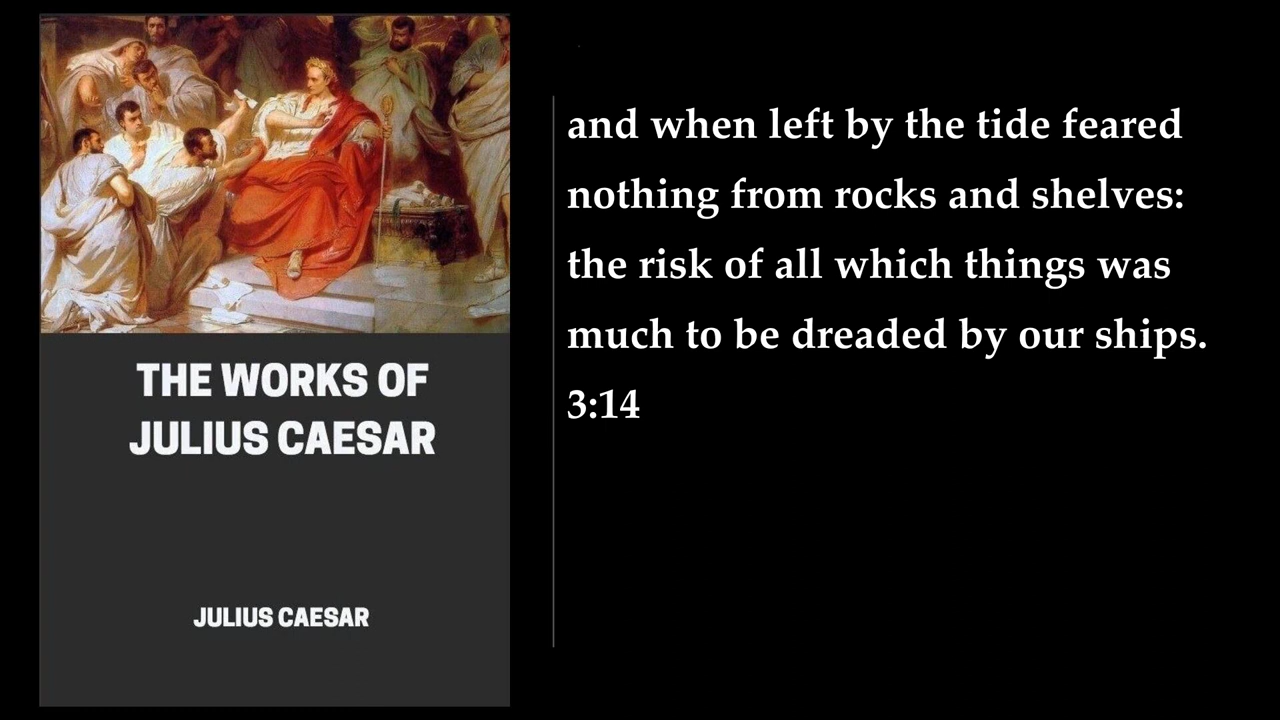 THE WORKS OF
JULIUS CAESAR
JULIUS CAESAR
and when left by the tide feared
nothing from rocks and shelves:
the risk of all which things was
much to be dreaded by our ships.
3:14